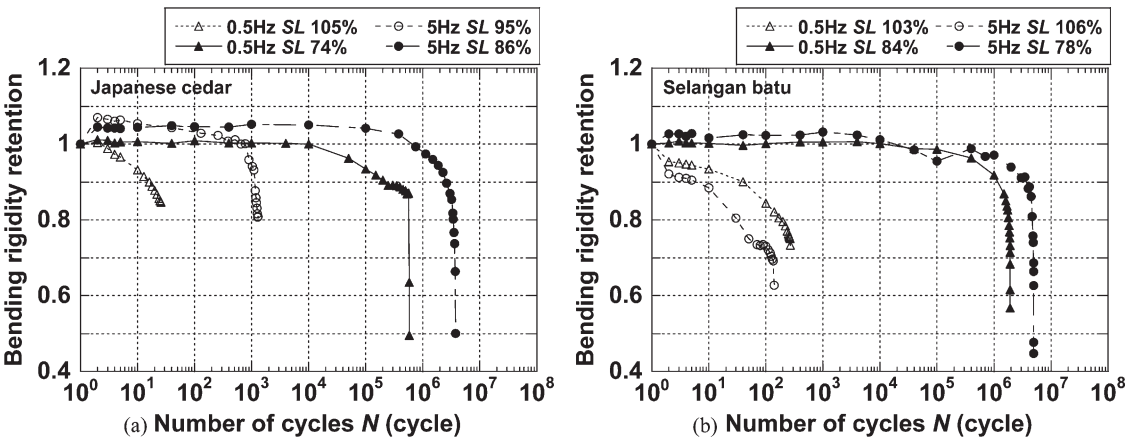 0.5Hz SL 105% 5Hz SL 95%
0.5Hz SL 74% 5Hz SL 86%
Japanese cedar
Bending rigidity retention
1.2
1
0.8
0.6
0.4
10^0 10^1 10^2 10^3 10^4 10^5 10^6 10^7 10^8
(a) Number of cycles N (cycle)
0.5Hz SL 103% 5Hz SL 106%
0.5Hz SL 84% 5Hz SL 78%
Selangan batu
Bending rigidity retention
1.2
1
0.8
0.6
0.4
10^0 10^1 10^2 10^3 10^4 10^5 10^6 10^7 10^8
(b) Number of cycles N (cycle)